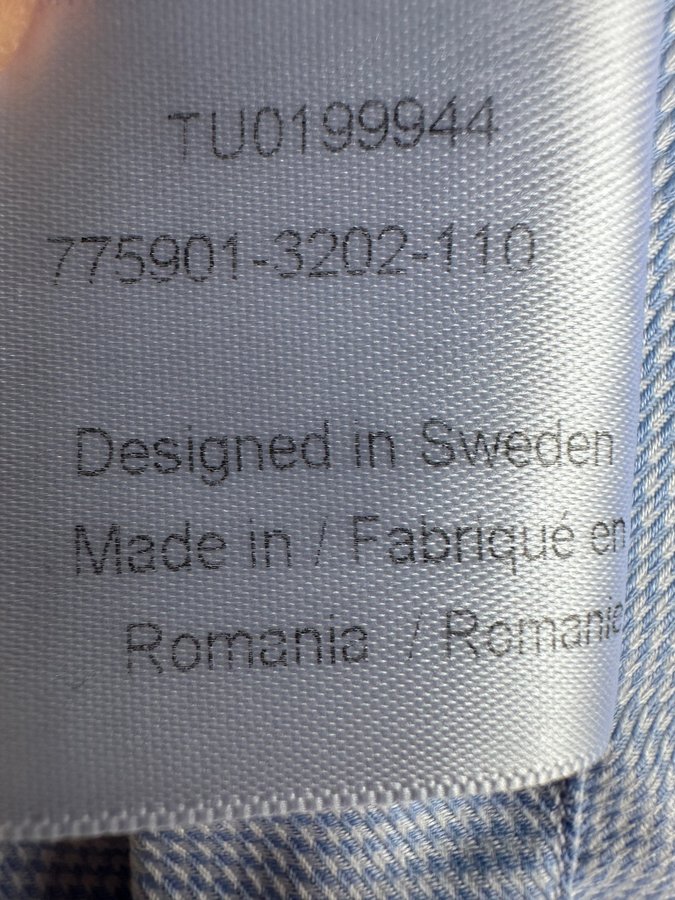 TU0199944
775901-3202-110
Designed in Sweden
Made in / Fabriqué en
Romania / Romanie